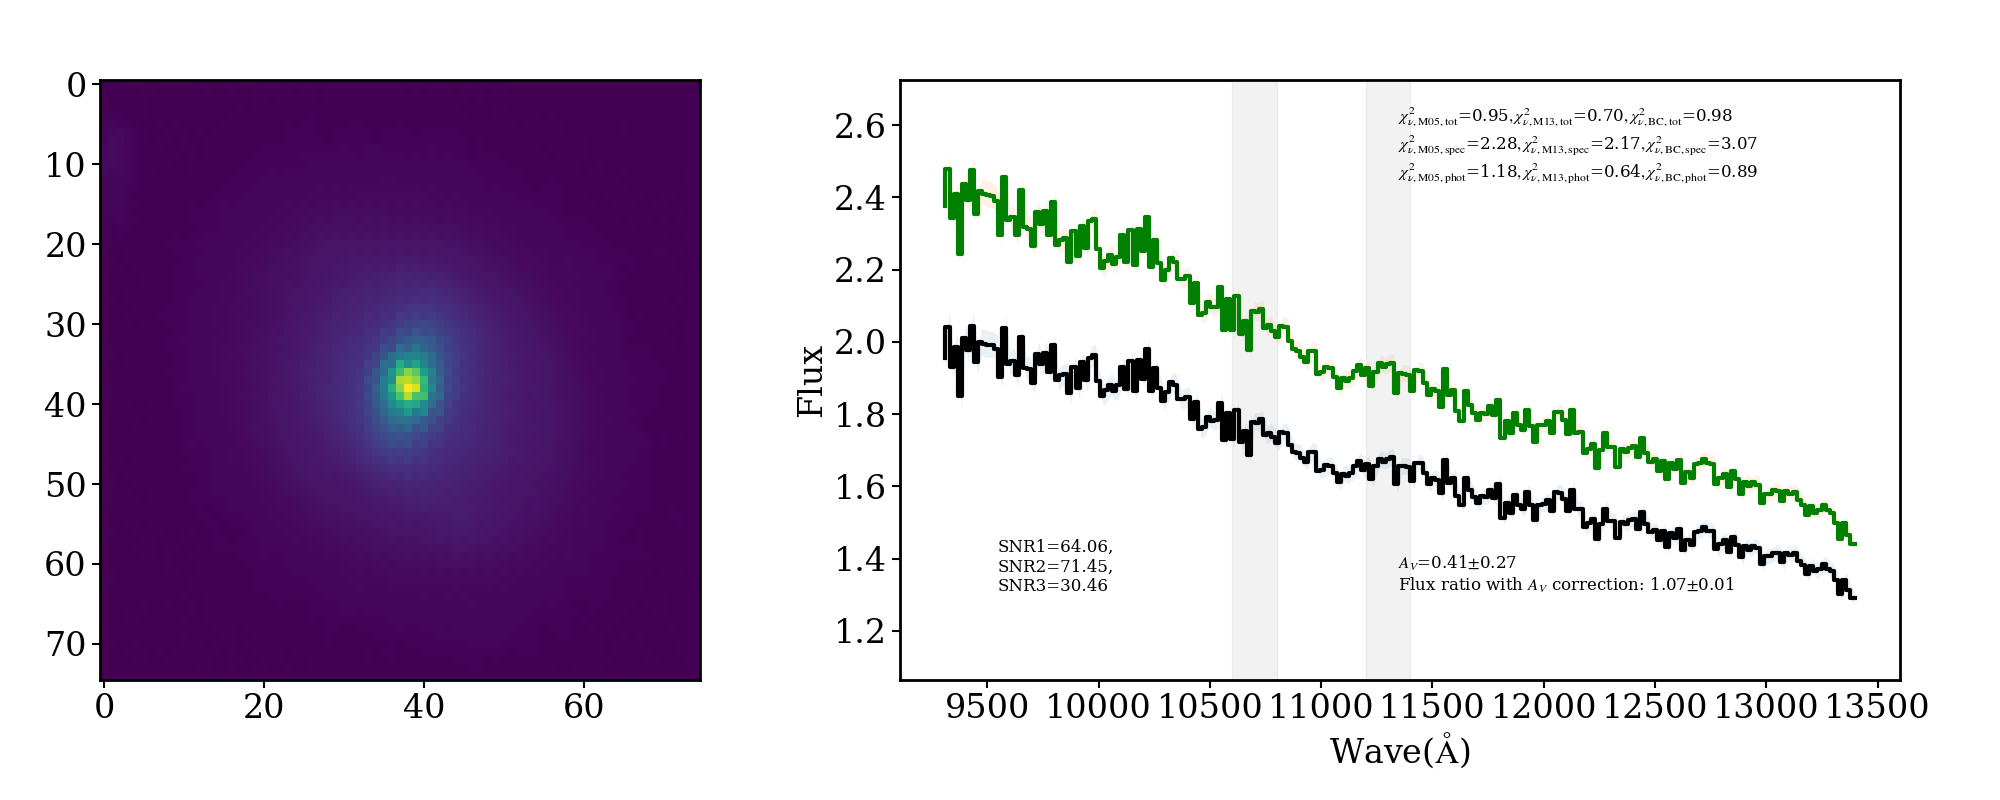 0
10
20
30
40
50
60
70
0 20 40 60
Flux
2.6
2.4
2.2
2.0
1.8
1.6
1.4
1.2
χ²ν,M05,tot=0.95,χ²ν,M13,tot=0.70,χ²ν,BC,tot=0.98
χ²ν,M05,spec=2.28,χ²ν,M13,spec=2.17,χ²ν,BC,spec=3.07
χ²ν,M05,phot=1.18,χ²ν,M13,phot=0.64,χ²ν,BC,phot=0.89
SNR1=64.06,
SNR2=71.45,
SNR3=30.46
AV=0.41±0.27
Flux ratio with AV correction: 1.07±0.01
9500 10000 10500 11000 11500 12000 12500 13000 13500
Wave(Å)